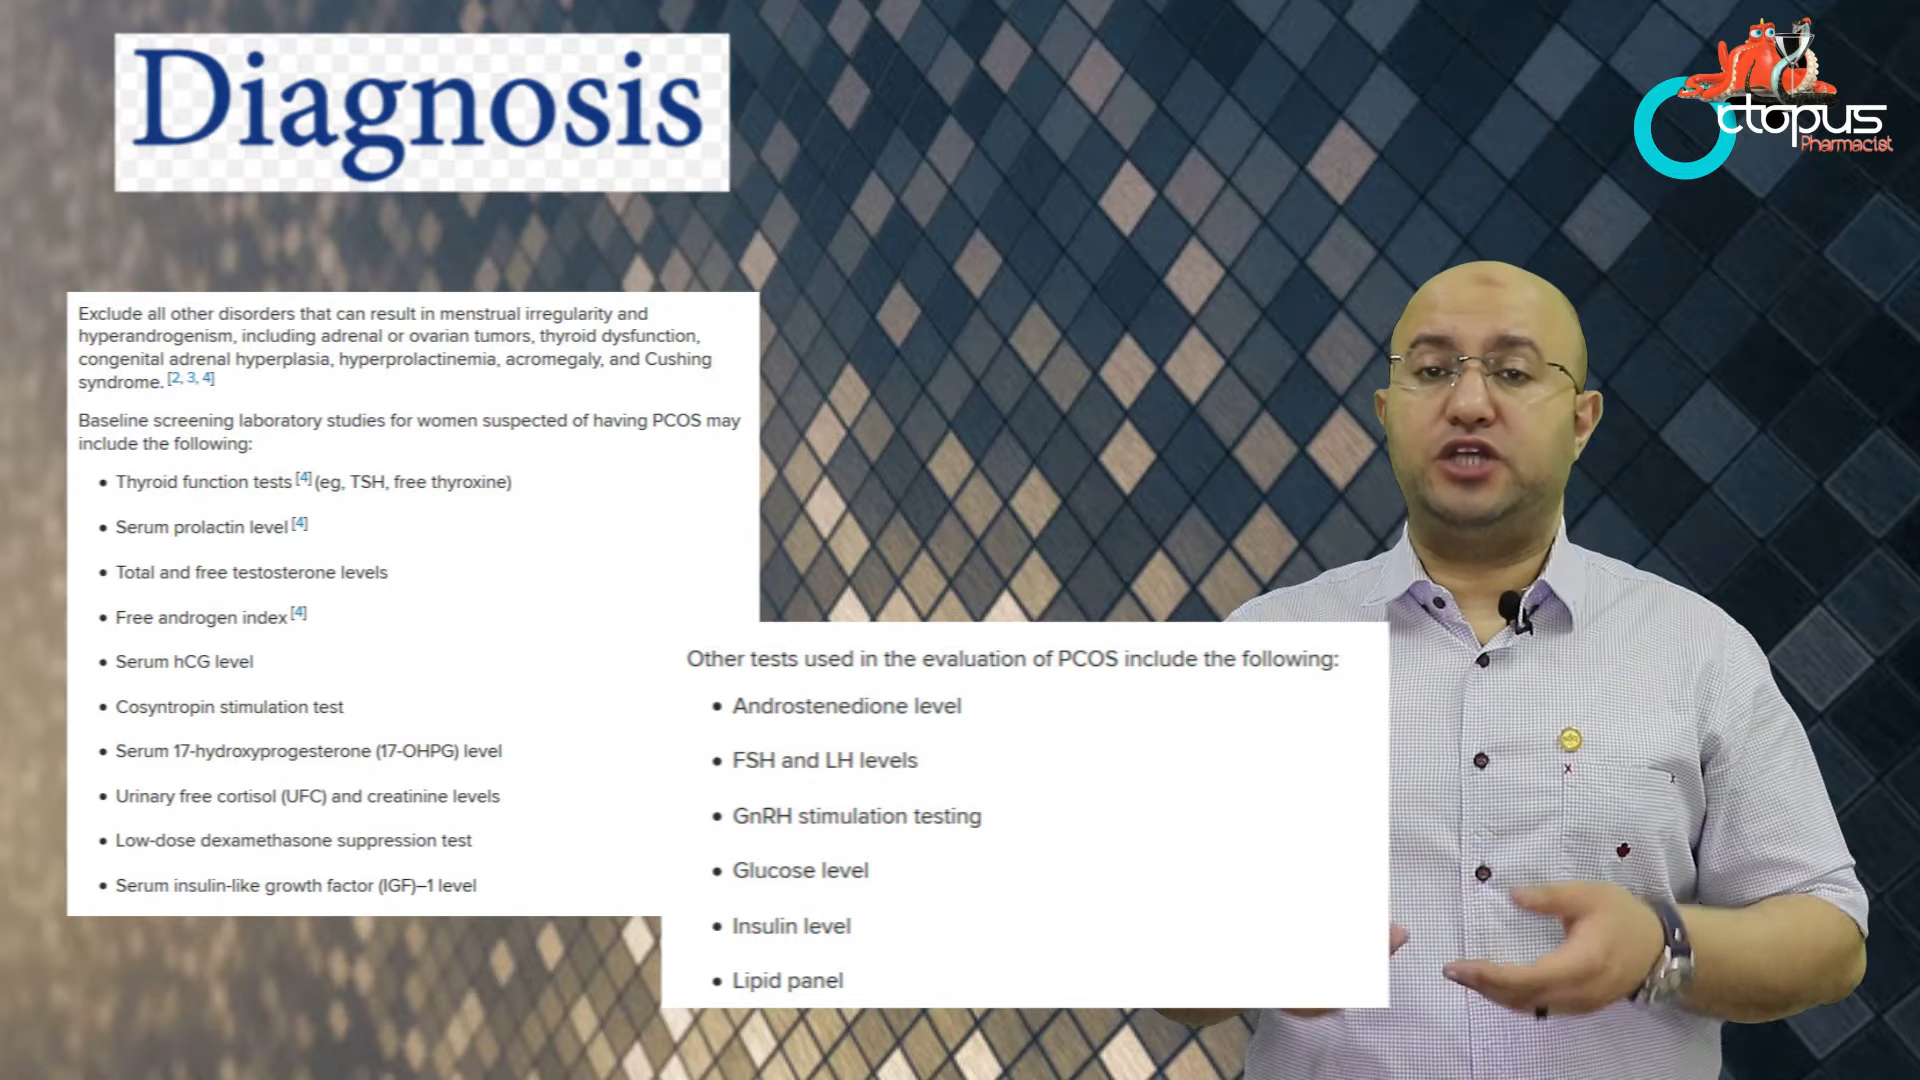 Diagnosis
Octopus
Pharmacist
Exclude all other disorders that can result in menstrual irregularity and
hyperandrogenism, including adrenal or ovarian tumors, thyroid dysfunction,
congenital adrenal hyperplasia, hyperprolactinemia, acromegaly, and Cushing
syndrome. [2, 3, 4]
Baseline screening laboratory studies for women suspected of having PCOS may
include the following:
• Thyroid function tests [4] (eg, TSH, free thyroxine)
• Serum prolactin level [4]
• Total and free testosterone levels
• Free androgen index [4]
• Serum hCG level
• Cosyntropin stimulation test
• Serum 17-hydroxyprogesterone (17-OHPG) level
• Urinary free cortisol (UFC) and creatinine levels
• Low-dose dexamethasone suppression test
• Serum insulin-like growth factor (IGF)–1 level
Other tests used in the evaluation of PCOS include the following:
• Androstenedione level
• FSH and LH levels
• GnRH stimulation testing
• Glucose level
• Insulin level
• Lipid panel